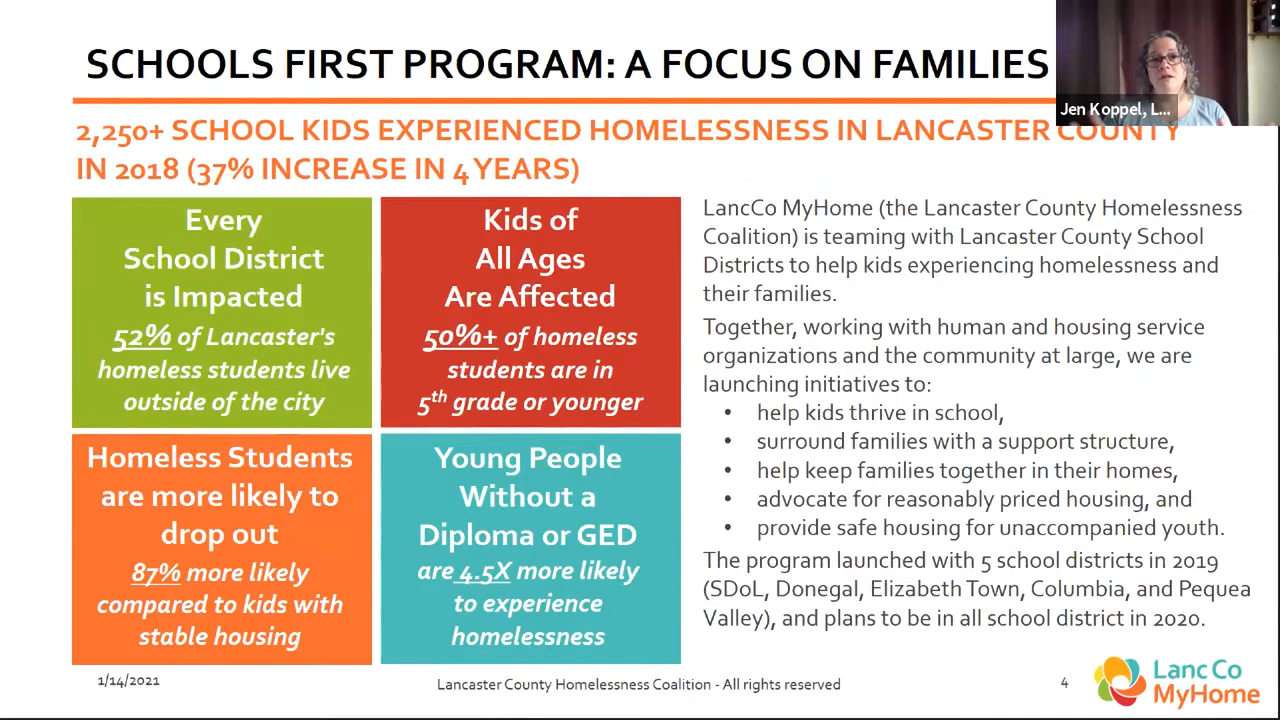 SCHOOLS FIRST PROGRAM: A FOCUS ON FAMILIES
Jen Koppel, L...
2,250+ SCHOOL KIDS EXPERIENCED HOMELESSNESS IN LANCASTER COUNTY
IN 2018 (37% INCREASE IN 4 YEARS)
Every
School District
is Impacted
52% of Lancaster's
homeless students live
outside of the city
Kids of
All Ages
Are Affected
50%+ of homeless
students are in
5th grade or younger
Homeless Students
are more likely to
drop out
87% more likely
compared to kids with
stable housing
Young People
Without a
Diploma or GED
are 4.5X more likely
to experience
homelessness
LancCo MyHome (the Lancaster County Homelessness
Coalition) is teaming with Lancaster County School
Districts to help kids experiencing homelessness and
their families.
Together, working with human and housing service
organizations and the community at large, we are
launching initiatives to:
• help kids thrive in school,
• surround families with a support structure,
• help keep families together in their homes,
• advocate for reasonably priced housing, and
• provide safe housing for unaccompanied youth.
The program launched with 5 school districts in 2019
(SDoL, Donegal, Elizabeth Town, Columbia, and Pequea
Valley), and plans to be in all school district in 2020.
1/14/2021
Lancaster County Homelessness Coalition - All rights reserved
4
Lanc Co
MyHome